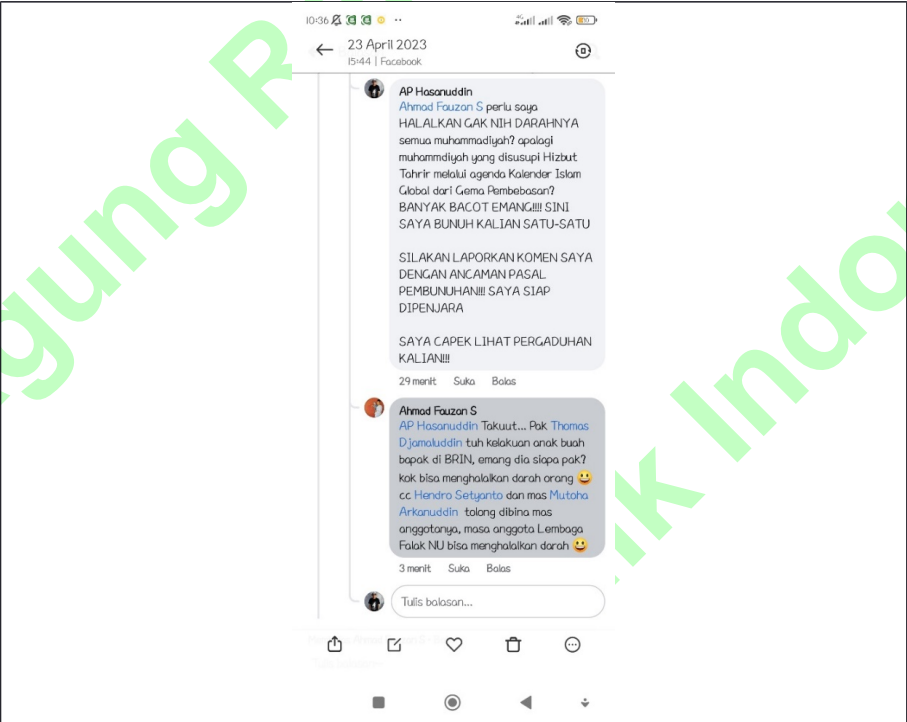 10:36
4G
23 April 2023
15:44 | Facebook
AP Hasanuddin
Ahmad Fauzan S perlu saya
HALALKAN GAK NIH DARAHNYA
semua muhammadiyah? apalagi
muhammdiyah yang disusupi Hizbut
Tahrir melalui agenda Kalender Islam
Global dari Gema Pembebasan?
BANYAK BACOT EMANG!!!! SINI
SAYA BUNUH KALIAN SATU-SATU
SILAKAN LAPORKAN KOMEN SAYA
DENGAN ANCAMAN PASAL
PEMBUNUHAN!!!! SAYA SIAP
DIPENJARA
SAYA CAPEK LIHAT PERGADUHAN
KALIAN!!!!
29 menit Suka Balas
Ahmad Fauzan S
AP Hasanuddin Takuut... Pak Thomas
Djamaluddin tuh kelakuan anak buah
bapak di BRIN, emang dia siapa pak?
kok bisa menghalalkan darah orang 😃
cc Hendro Setyanto dan mas Mutoha
Arkanuddin tolong dibina mas
anggotanya, masa anggota Lembaga
Falak NU bisa menghalalkan darah 😃
3 menit Suka Balas
Tulis balasan...
gung R
ik Indo